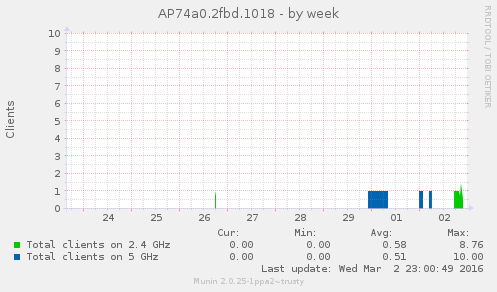 AP74a0.2fbd.1018 - by week
RRDTOOL / TOBI OETIKER
Clients
10
9
8
7
6
5
4
3
2
1
0
24 25 26 27 28 29 01 02
Cur: Min: Avg: Max:
Total clients on 2.4 GHz 0.00 0.00 0.58 8.76
Total clients on 5 GHz 0.00 0.00 0.51 10.00
Last update: Wed Mar 2 23:00:49 2016
Munin 2.0.25-1ppa2~trusty